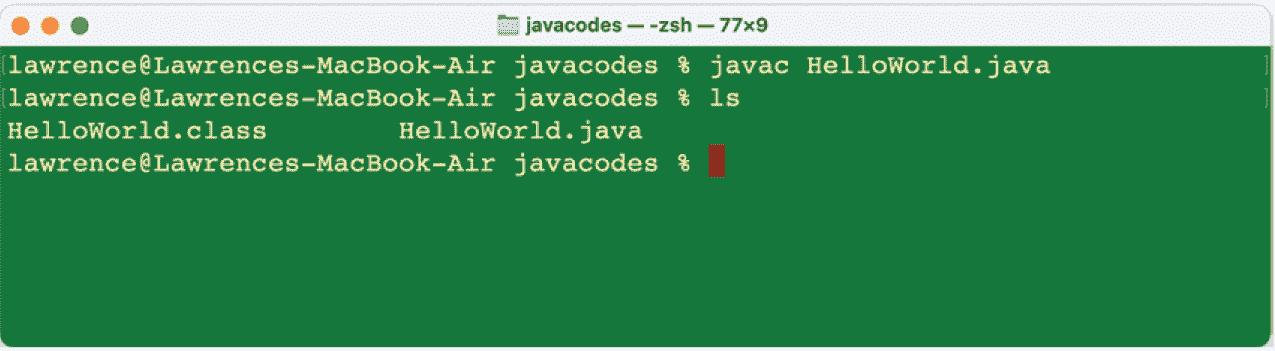 javacodes — -zsh — 77×9
lawrence@Lawrences-MacBook-Air javacodes % javac HelloWorld.java
lawrence@Lawrences-MacBook-Air javacodes % ls
HelloWorld.class        HelloWorld.java
lawrence@Lawrences-MacBook-Air javacodes %